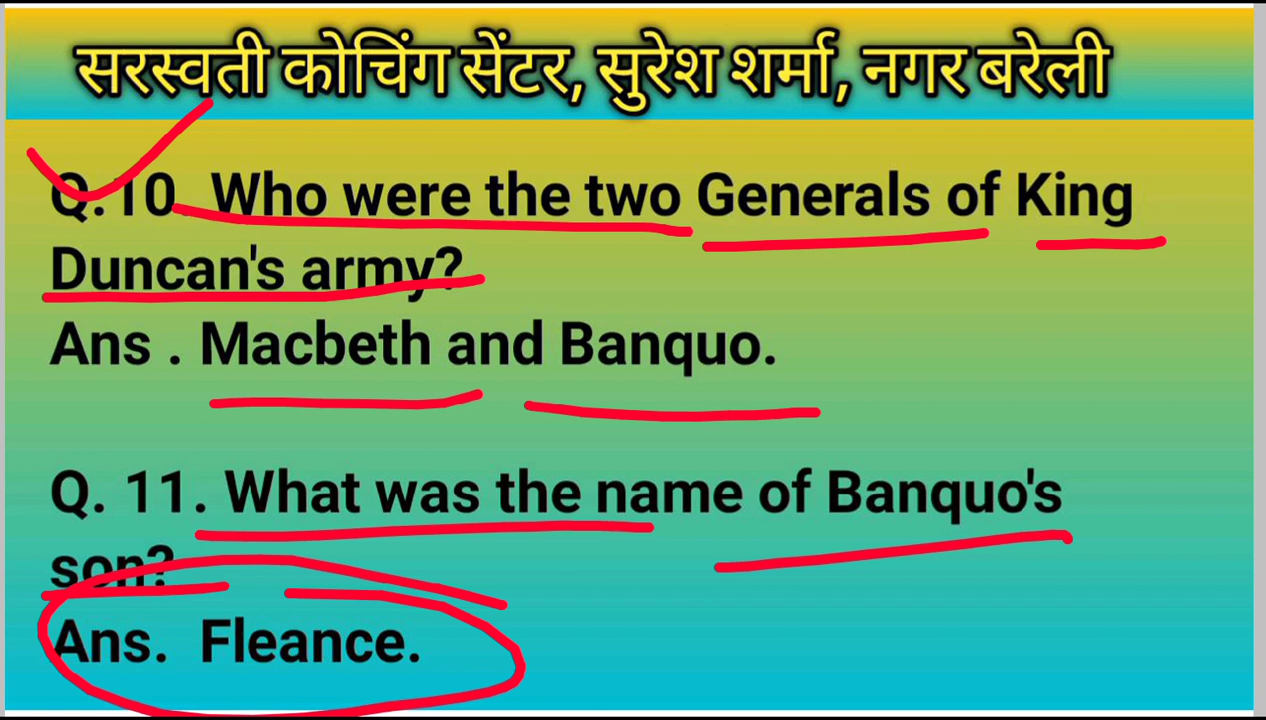 सरस्वती कोचिंग सेंटर, सुरेश शर्मा, नगर बरेली
Q.10. Who were the two Generals of King
Duncan's army?
Ans . Macbeth and Banquo.
Q. 11. What was the name of Banquo's
son?
Ans. Fleance.